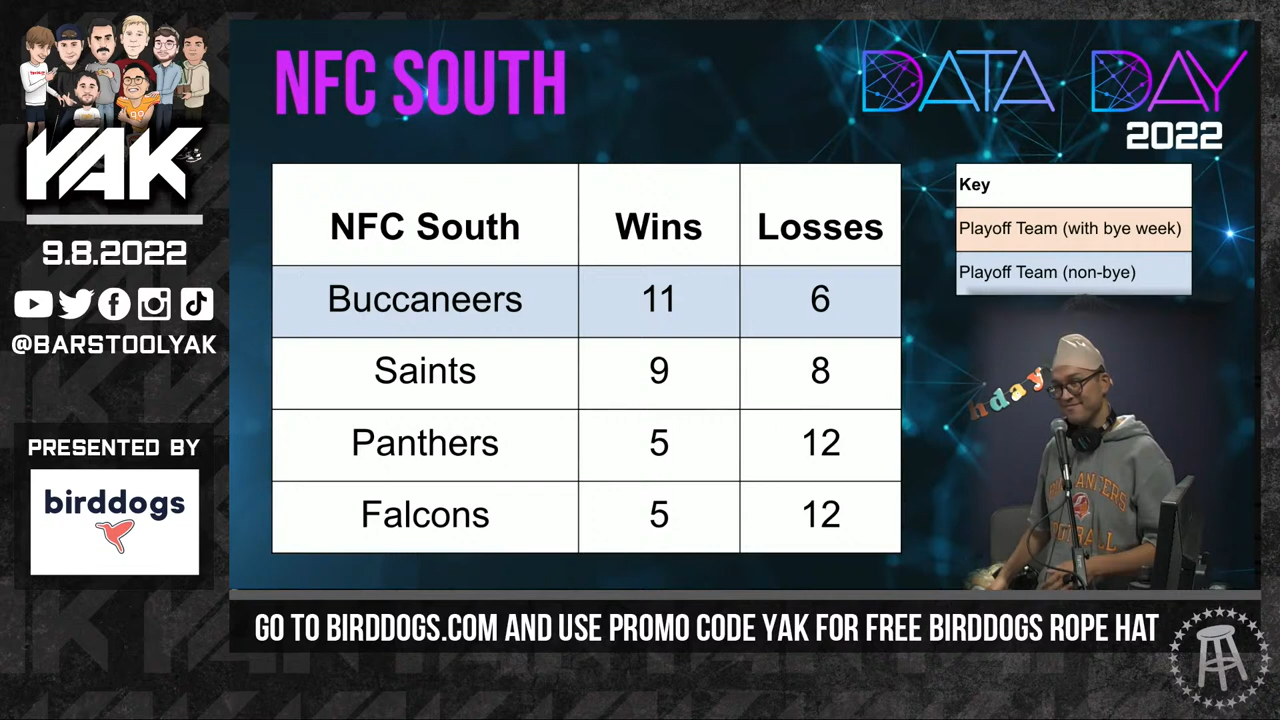 YAK
9.8.2022
@BARSTOOLYAK
PRESENTED BY
birddogs
NFC SOUTH
DATA DAY
2022
NFC South Wins Losses
Buccaneers 11 6
Saints 9 8
Panthers 5 12
Falcons 5 12
Key
Playoff Team (with bye week)
Playoff Team (non-bye)
hday
GO TO BIRDDOGS.COM AND USE PROMO CODE YAK FOR FREE BIRDDOGS ROPE HAT